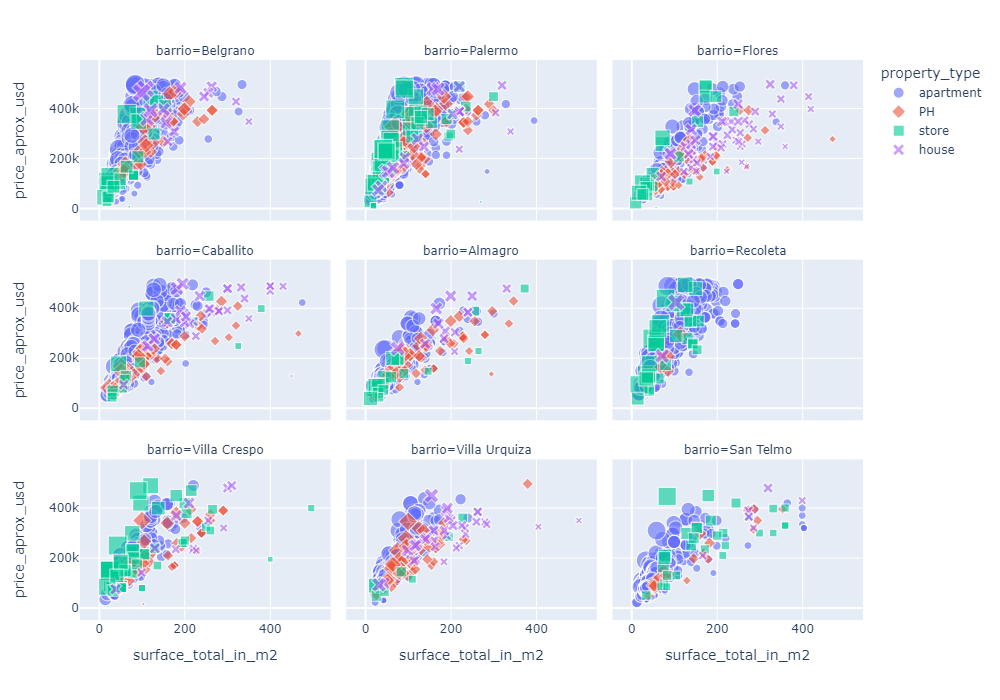 barrio=Belgrano
barrio=Palermo
barrio=Flores
property_type
apartment
PH
store
house
price_aprox_usd
400k
200k
0
barrio=Caballito
barrio=Almagro
barrio=Recoleta
price_aprox_usd
400k
200k
0
barrio=Villa Crespo
barrio=Villa Urquiza
barrio=San Telmo
price_aprox_usd
400k
200k
0
0 200 400
0 200 400
0 200 400
surface_total_in_m2
surface_total_in_m2
surface_total_in_m2